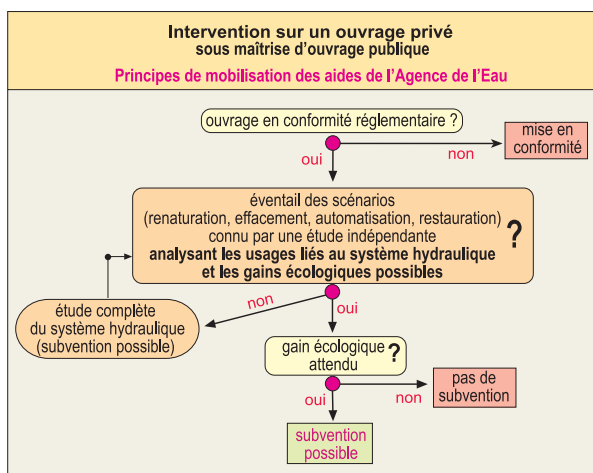 Intervention sur un ouvrage privé
sous maîtrise d'ouvrage publique
Principes de mobilisation des aides de l'Agence de l'Eau
ouvrage en conformité réglementaire ?
oui
non
mise en
conformité
éventail des scénarios
(renaturation, effacement, automatisation, restauration)
connu par une étude indépendante
analysant les usages liés au système hydraulique
et les gains écologiques possibles
?
non
oui
étude complète
du système hydraulique
(subvention possible)
gain écologique
attendu
?
oui
non
pas de
subvention
subvention
possible